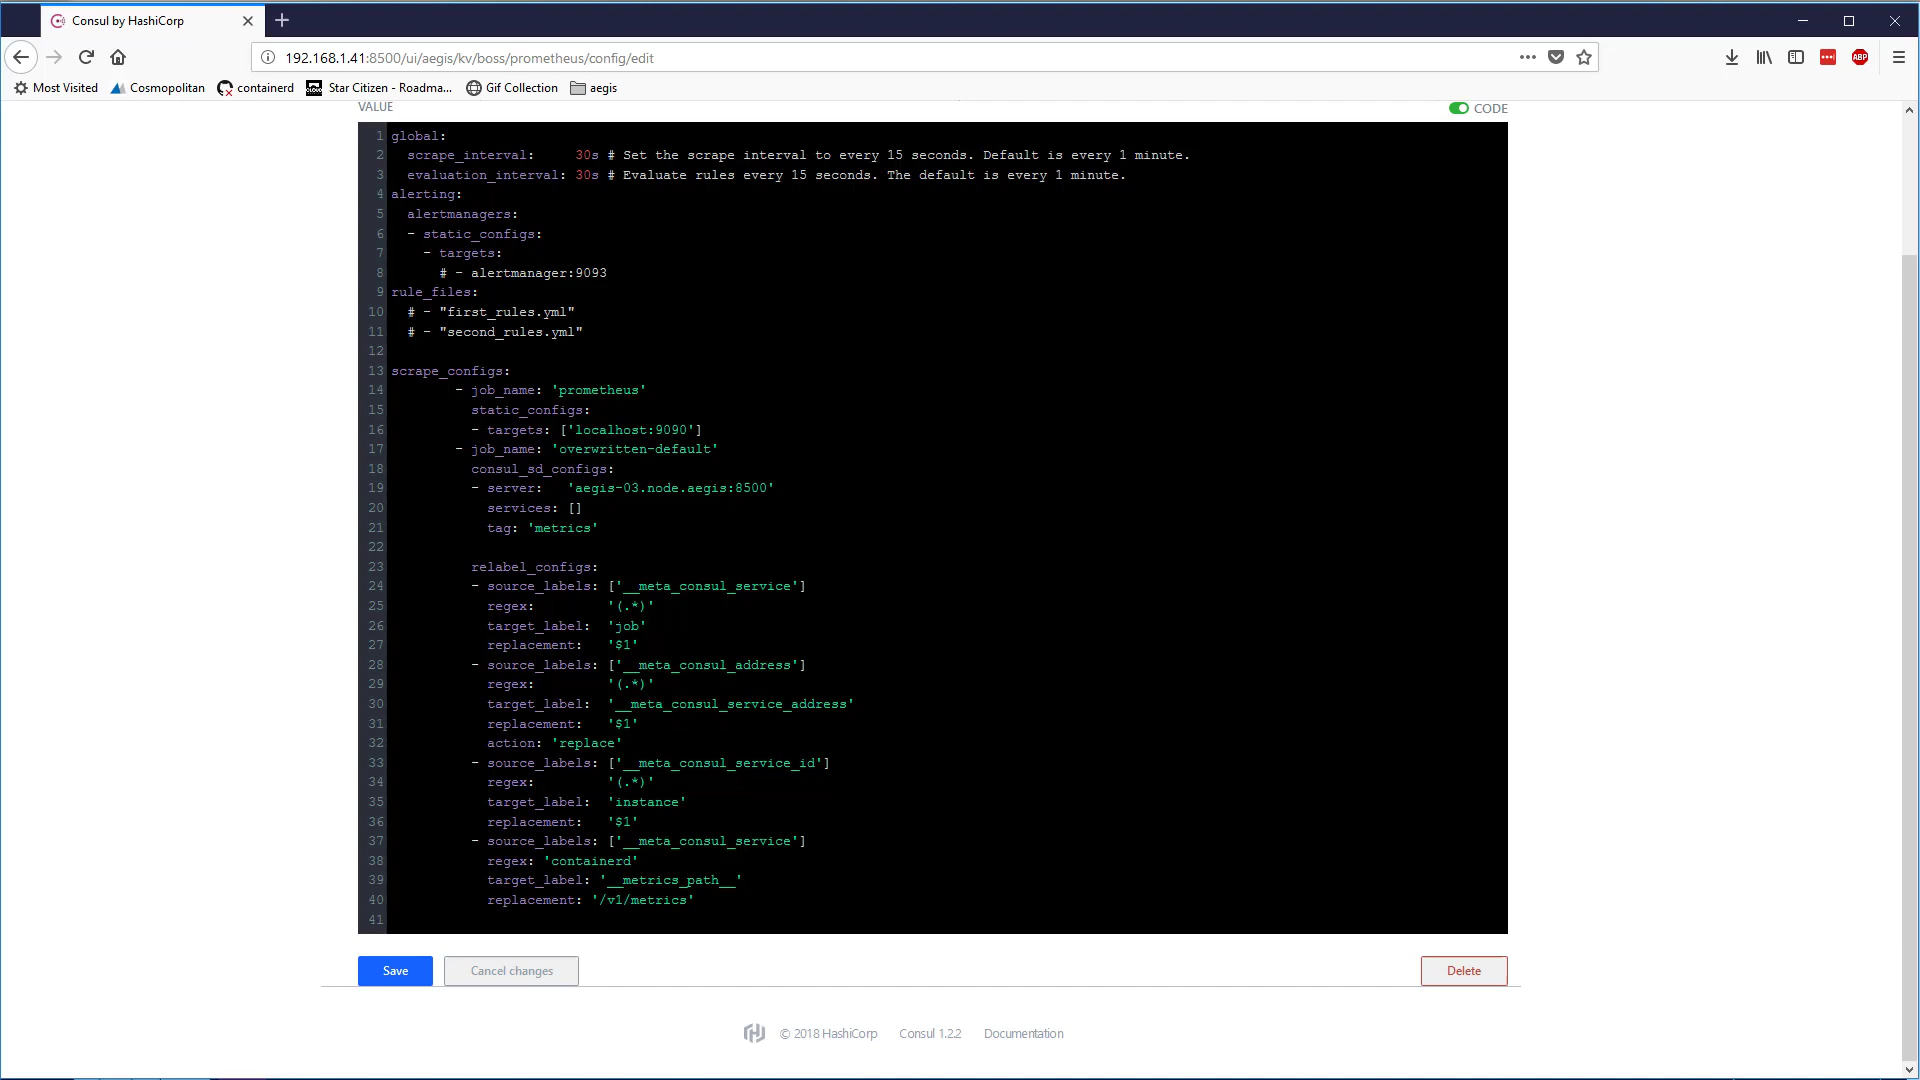 Consul by HashiCorp
192.168.1.41:8500/ui/aegis/kv/boss/prometheus/config/edit
ABP
Most Visited
Cosmopolitan
containerd
Star Citizen - Roadma...
Gif Collection
aegis
VALUE
CODE
1 global:
2   scrape_interval:     30s # Set the scrape interval to every 15 seconds. Default is every 1 minute.
3   evaluation_interval: 30s # Evaluate rules every 15 seconds. The default is every 1 minute.
4 alerting:
5   alertmanagers:
6   - static_configs:
7     - targets:
8       # - alertmanager:9093
9 rule_files:
10   # - "first_rules.yml"
11   # - "second_rules.yml"
12
13 scrape_configs:
14         - job_name: 'prometheus'
15           static_configs:
16           - targets: ['localhost:9090']
17         - job_name: 'overwritten-default'
18           consul_sd_configs:
19           - server:   'aegis-03.node.aegis:8500'
20             services: []
21             tag: 'metrics'
22
23           relabel_configs:
24           - source_labels: ['__meta_consul_service']
25             regex:         '(.*)'
26             target_label:  'job'
27             replacement:   '$1'
28           - source_labels: ['__meta_consul_address']
29             regex:         '(.*)'
30             target_label:  '__meta_consul_service_address'
31             replacement:   '$1'
32             action: 'replace'
33           - source_labels: ['__meta_consul_service_id']
34             regex:         '(.*)'
35             target_label:  'instance'
36             replacement:   '$1'
37           - source_labels: ['__meta_consul_service']
38             regex: 'containerd'
39             target_label: '__metrics_path__'
40             replacement: '/v1/metrics'
41
Save
Cancel changes
Delete
© 2018 HashiCorp
Consul 1.2.2
Documentation